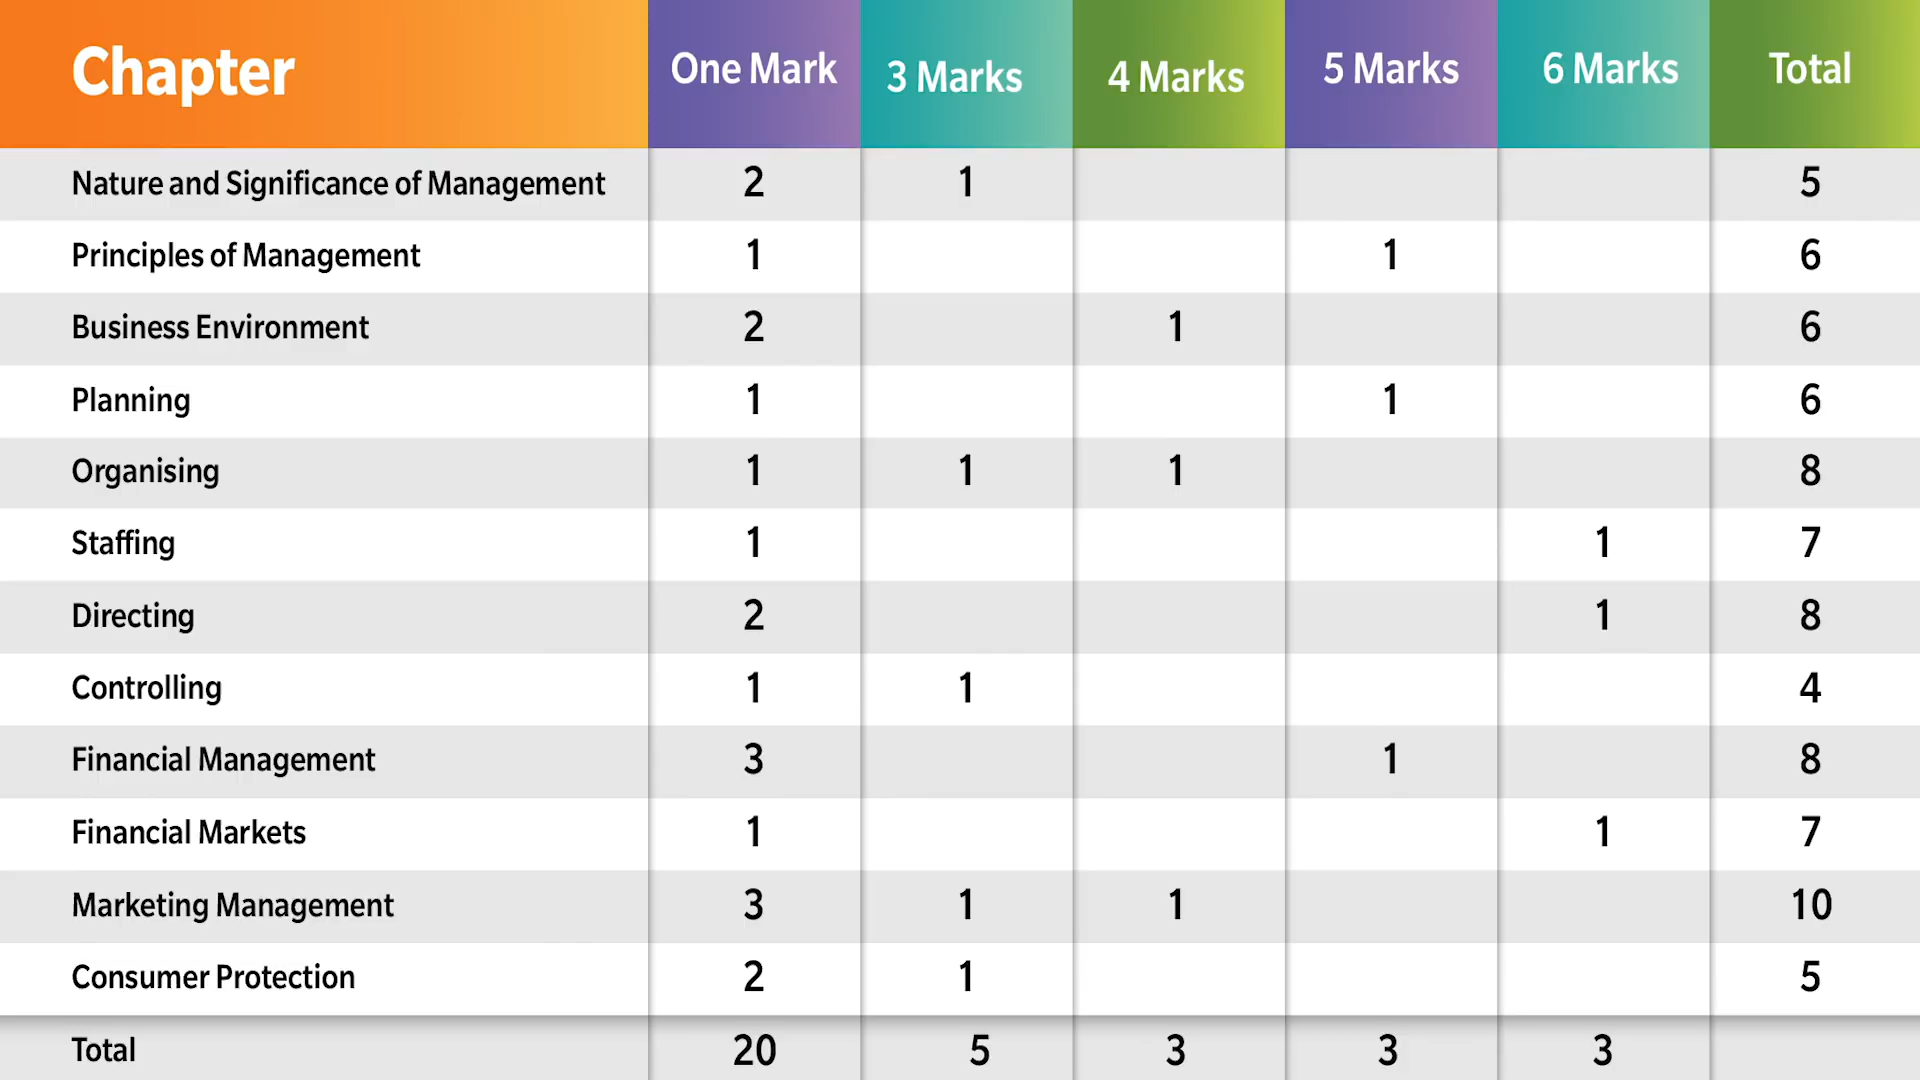 Chapter One Mark 3 Marks 4 Marks 5 Marks 6 Marks Total
Nature and Significance of Management 2 1 5
Principles of Management 1 1 6
Business Environment 2 1 6
Planning 1 1 6
Organising 1 1 1 8
Staffing 1 1 7
Directing 2 1 8
Controlling 1 1 4
Financial Management 3 1 8
Financial Markets 1 1 7
Marketing Management 3 1 1 10
Consumer Protection 2 1 5
Total 20 5 3 3 3